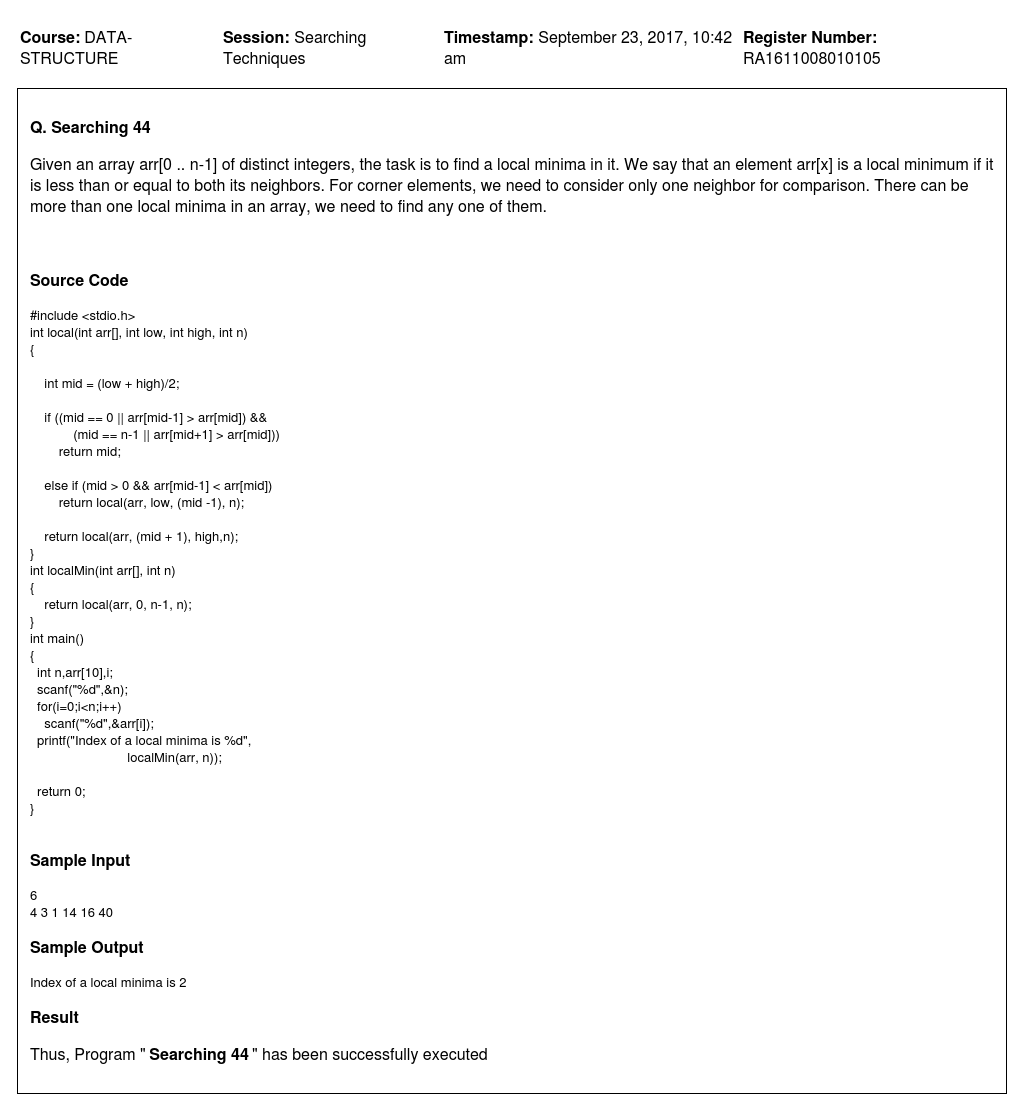 Course: DATA-
STRUCTURE
Session: Searching
Techniques
Timestamp: September 23, 2017, 10:42
am
Register Number:
RA1611008010105
Q. Searching 44
Given an array arr[0 .. n-1] of distinct integers, the task is to find a local minima in it. We say that an element arr[x] is a local minimum if it
is less than or equal to both its neighbors. For corner elements, we need to consider only one neighbor for comparison. There can be
more than one local minima in an array, we need to find any one of them.
Source Code
#include <stdio.h>
int local(int arr[], int low, int high, int n)
{
    int mid = (low + high)/2;
    if ((mid == 0 || arr[mid-1] > arr[mid]) &&
            (mid == n-1 || arr[mid+1] > arr[mid]))
        return mid;
    else if (mid > 0 && arr[mid-1] < arr[mid])
        return local(arr, low, (mid -1), n);
    return local(arr, (mid + 1), high,n);
}
int localMin(int arr[], int n)
{
    return local(arr, 0, n-1, n);
}
int main()
{
  int n,arr[10],i;
  scanf("%d",&n);
  for(i=0;i<n;i++)
    scanf("%d",&arr[i]);
  printf("Index of a local minima is %d",
                           localMin(arr, n));
  return 0;
}
Sample Input
6
4 3 1 14 16 40
Sample Output
Index of a local minima is 2
Result
Thus, Program " Searching 44 " has been successfully executed